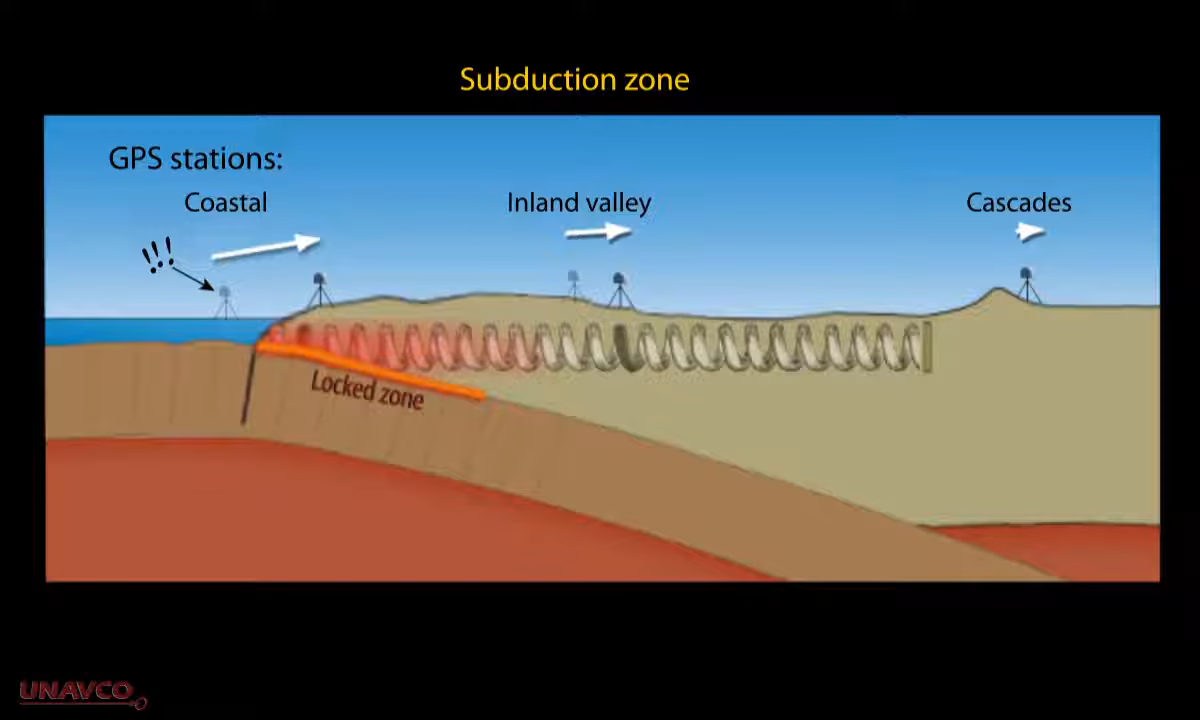 Subduction zone
GPS stations:
Coastal
Inland valley
Cascades
!!!
Locked zone
UNAVCO